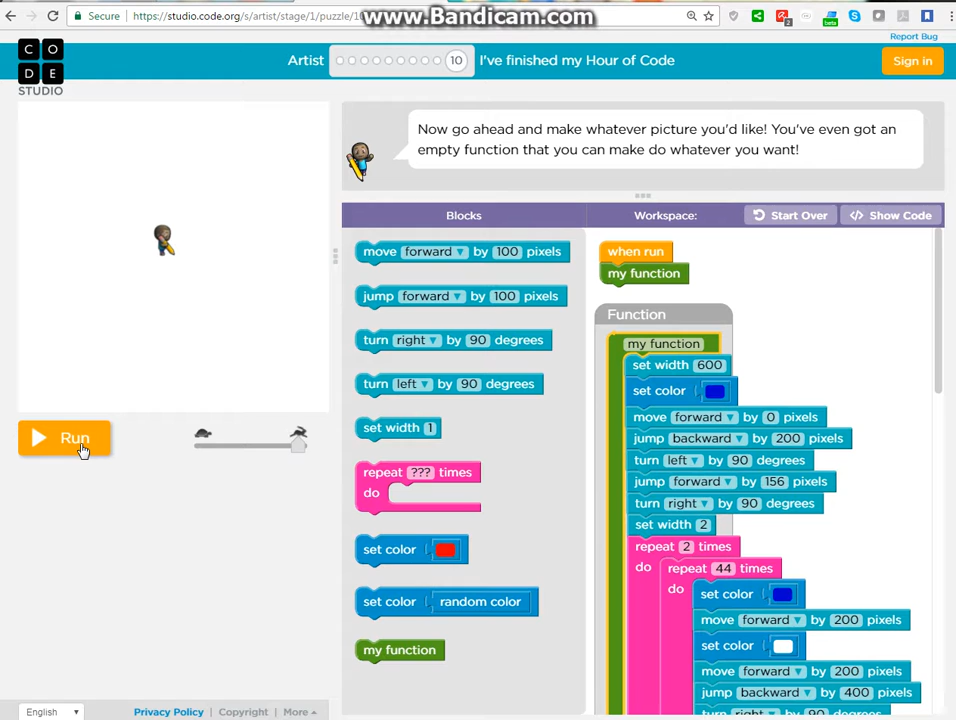 Secure
https://studio.code.org/s/artist/stage/1/puzzle/10
www.Bandicam.com
2
beta
Report Bug
C O
D E
STUDIO
Artist
10
I've finished my Hour of Code
Sign in
Now go ahead and make whatever picture you'd like! You've even got an
empty function that you can make do whatever you want!
Blocks
Workspace:
Start Over
</> Show Code
move forward by 100 pixels
jump forward by 100 pixels
turn right by 90 degrees
turn left by 90 degrees
set width 1
repeat ??? times
do
set color
set color random color
my function
when run
my function
Function
my function
set width 600
set color
move forward by 0 pixels
jump backward by 200 pixels
turn left by 90 degrees
jump forward by 156 pixels
turn right by 90 degrees
set width 2
repeat 2 times
do repeat 44 times
do set color
move forward by 200 pixels
set color
move forward by 200 pixels
jump backward by 400 pixels
turn right by 90 degrees
Run
English
Privacy Policy | Copyright | More